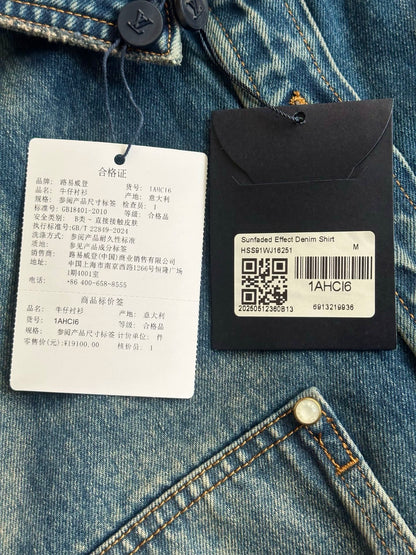 LV
LV
合格证
品牌: 路易威登 货号: 1AHCI6
品名: 牛仔衬衫 产地: 意大利
规格: 参阅产品尺寸标签 检查员: 1
标准号: GB18401-2010 等级: 合格品
安全类别: B类-直接接触皮肤
执行标准号:GB/T 22849-2024
洗涤方式: 参阅产品耐久性标签
质地: 参见产品成分标签
销售商: 路易威登(中国)商业销售有限公司
地址: 中国上海市南京西路1266号恒隆广场
1期4001室
电话: +86 400-658-8555
商品标价签
品名: 牛仔衬衫 产地: 意大利
货号: 1AHCI6 等级: 合格品
规格: 参阅产品尺寸标签 计价单位: 件
零售价(元):¥19100.00 核价员: 1
Sunfaded Effect Denim Shirt
HSS91WJ16251 M
1AHCI6
20250512360B13 6913219936